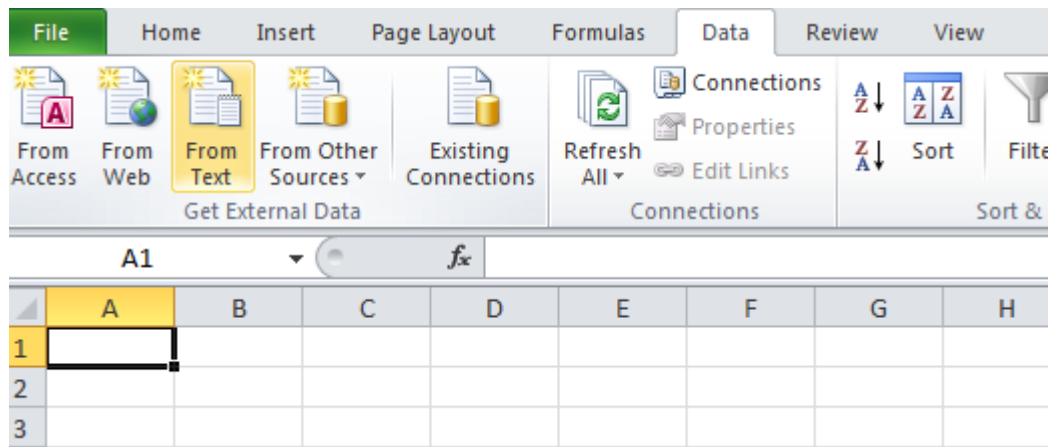 File Home Insert Page Layout Formulas Data Review View
From Access
From Web
From Text
From Other Sources
Existing Connections
Get External Data
Refresh All
Connections
Properties
Edit Links
Connections
A Z
Z A
A Z
Z A
Sort
Filte
Sort &
A1 fx
A B C D E F G H
1
2
3